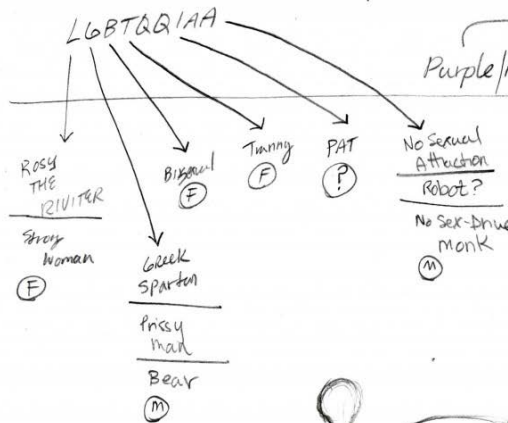 LGBTQQIAA
Purple/
ROSY
THE
RIVITER
Strong
Woman
F
Greek
Spartan
Prissy
man
Bear
M
Bisexual
F
Tranny
F
PAT
?
No Sexual
Attraction
Robot?
No Sex-Drive
Monk
M